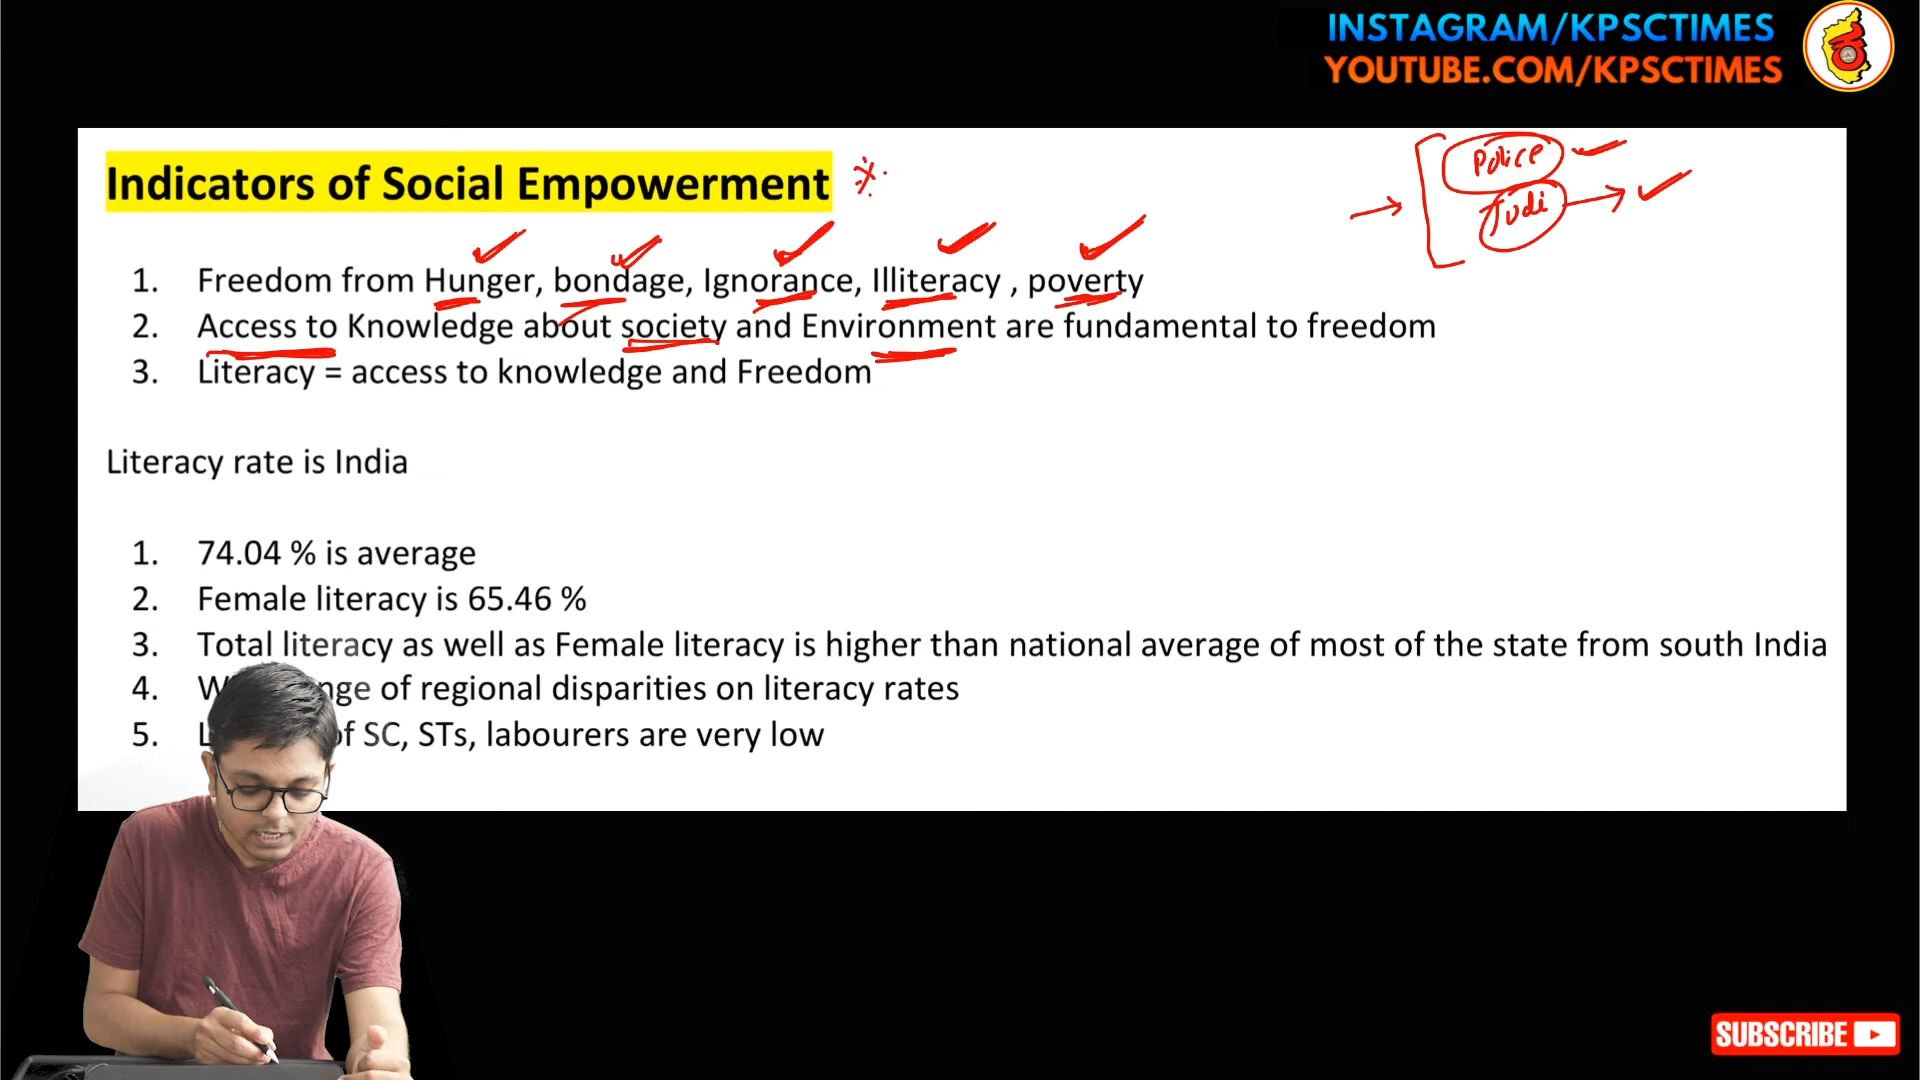 INSTAGRAM/KPSCTIMES
YOUTUBE.COM/KPSCTIMES
Indicators of Social Empowerment
Police
Judi
1. Freedom from Hunger, bondage, Ignorance, Illiteracy , poverty
2. Access to Knowledge about society and Environment are fundamental to freedom
3. Literacy = access to knowledge and Freedom
Literacy rate is India
1. 74.04 % is average
2. Female literacy is 65.46 %
3. Total literacy as well as Female literacy is higher than national average of most of the state from south India
4. of regional disparities on literacy rates
5. SC, STs, labourers are very low
SUBSCRIBE